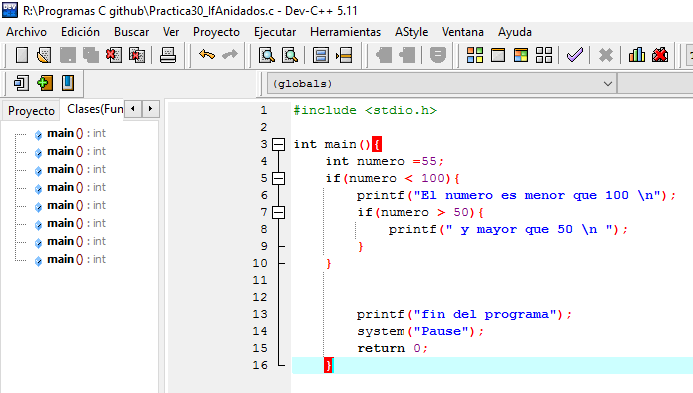 R:\Programas C github\Practica30_IfAnidados.c - Dev-C++ 5.11
Archivo Edición Buscar Ver Proyecto Ejecutar Herramientas AStyle Ventana Ayuda
(globals)
Proyecto Clases(Fun
main() : int
main() : int
main() : int
main() : int
main() : int
main() : int
main() : int
main() : int
1 #include <stdio.h>
2
3 int main(){
4 int numero =55;
5 if(numero < 100){
6 printf("El numero es menor que 100 \n");
7 if(numero > 50){
8 printf(" y mayor que 50 \n ");
9 }
10 }
11
12
13 printf("fin del programa");
14 system("Pause");
15 return 0;
16 }